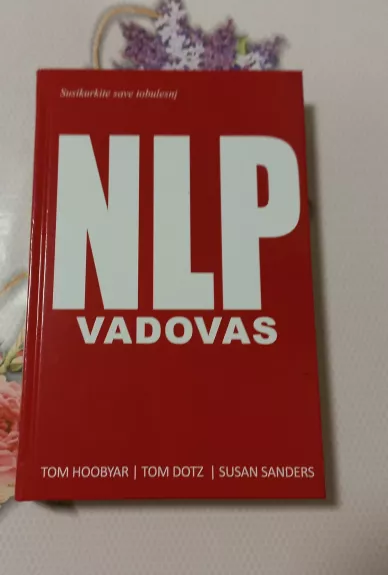 Susikurkite save tobulesnį
NLP
VADOVAS
TOM HOOBYAR | TOM DOTZ | SUSAN SANDERS